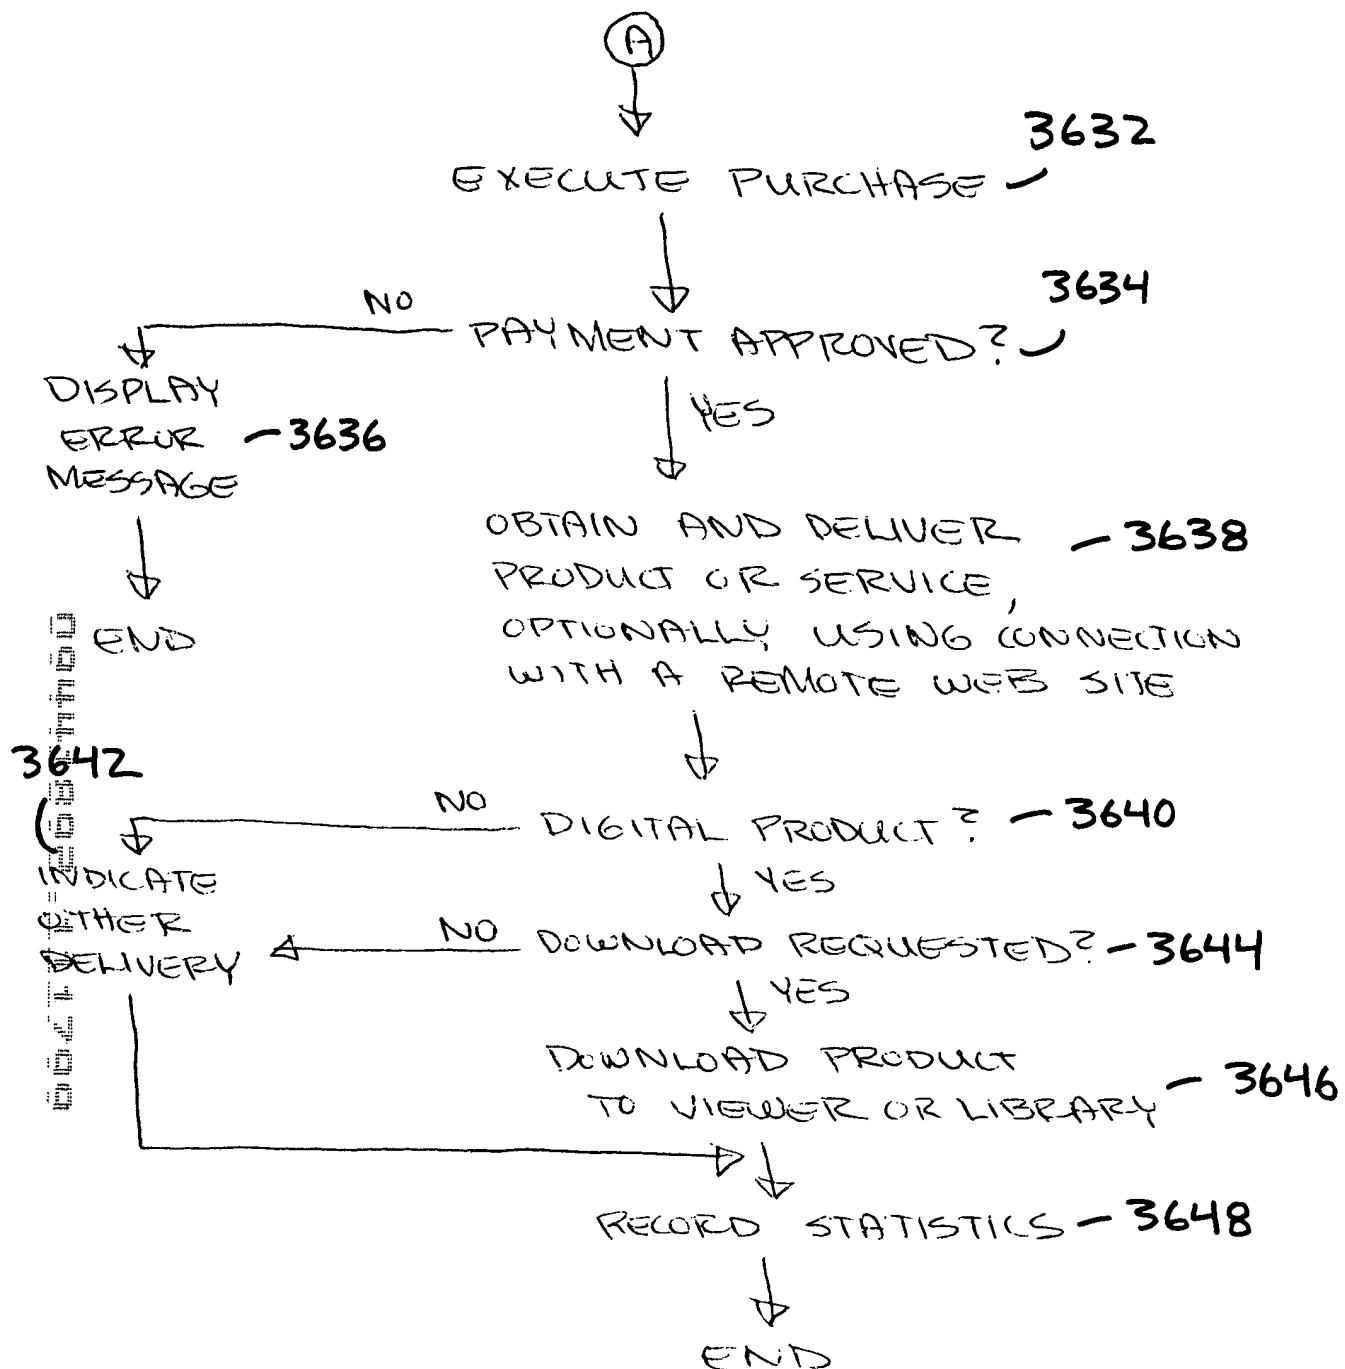 A
3632
EXECUTE PURCHASE
3634
NO
PAYMENT APPROVED?
DISPLAY
ERROR
MESSAGE
3636
YES
END
OBTAIN AND DELIVER
PRODUCT OR SERVICE,
OPTIONALLY USING CONNECTION
WITH A REMOTE WEB SITE
3638
3642
NO
DIGITAL PRODUCT?
3640
YES
INDICATE
OTHER
DELIVERY
NO
DOWNLOAD REQUESTED?
3644
YES
DOWNLOAD PRODUCT
TO VIEWER OR LIBRARY
3646
RECORD STATISTICS
3648
END